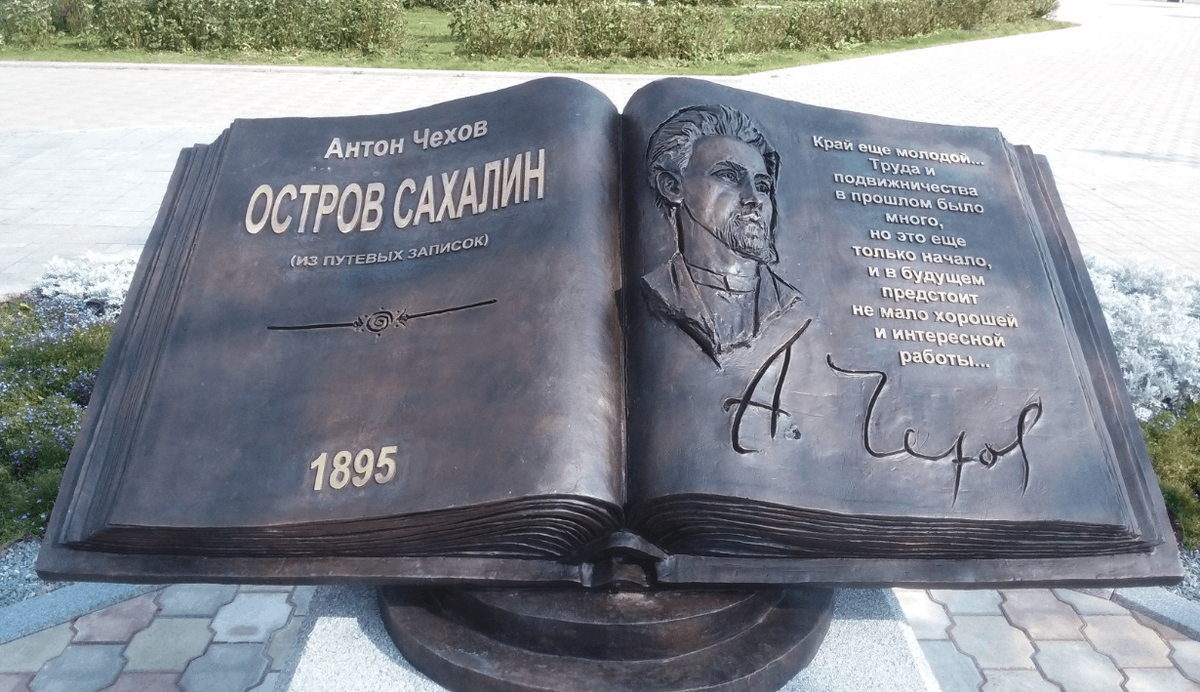 Антон Чехов
ОСТРОВ САХАЛИН
(ИЗ ПУТЕВЫХ ЗАПИСОК)
1895
Край еще молодой...
Труда и
подвижничества
в прошлом было
много,
но это еще
только начало,
и в будущем
предстоит
не мало хорошей
и интересной
работы...
А. Чехов